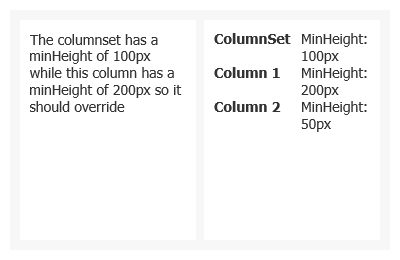 The columnset has a
minHeight of 100px
while this column has a
minHeight of 200px so it
should override
ColumnSet MinHeight:
100px
Column 1 MinHeight:
200px
Column 2 MinHeight:
50px